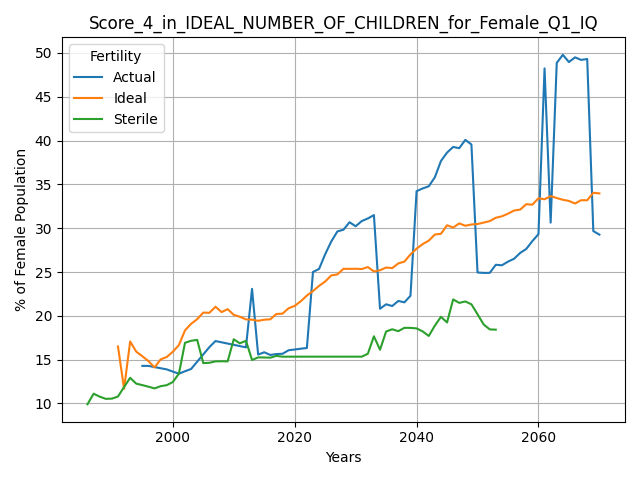 Score_4_in_IDEAL_NUMBER_OF_CHILDREN_for_Female_Q1_IQ
Fertility
Actual
Ideal
Sterile
% of Female Population
50
45
40
35
30
25
20
15
10
2000
2020
2040
2060
Years